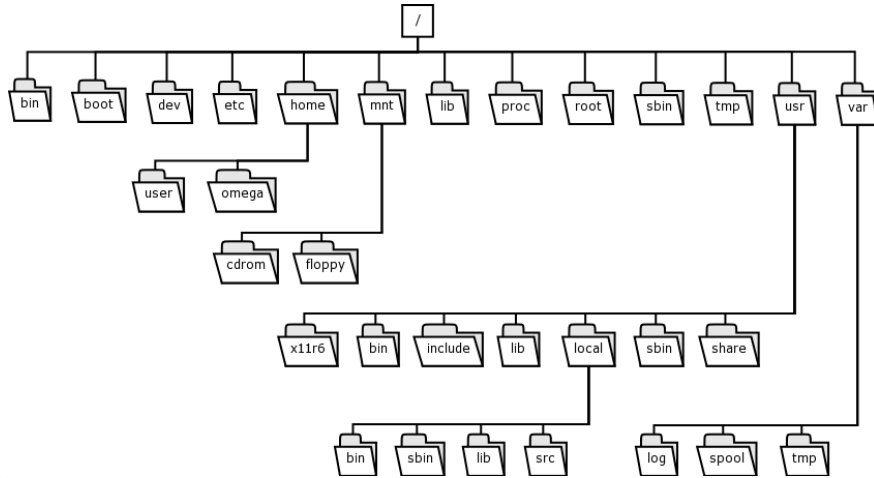 /
bin boot dev etc home mnt lib proc root sbin tmp usr var
user omega
cdrom floppy
x11r6 bin include lib local sbin share
bin sbin lib src log spool tmp